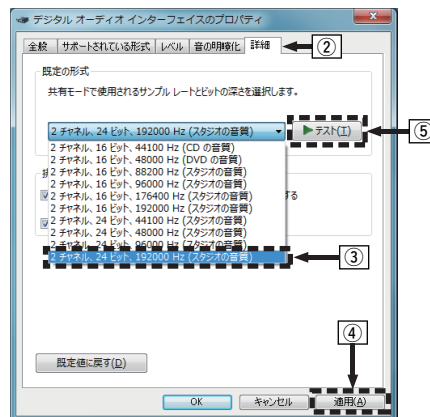 デジタル オーディオ インターフェイスのプロパティ
全般 サポートされている形式 レベル 音の明瞭化 詳細
②
既定の形式
共有モードで使用されるサンプル レートとビットの深さを選択します。
2 チャネル、24 ビット、192000 Hz (スタジオの音質)
テスト(T)
⑤
2 チャネル、16 ビット、44100 Hz (CD の音質)
2 チャネル、16 ビット、48000 Hz (DVD の音質)
2 チャネル、16 ビット、88200 Hz (スタジオの音質)
2 チャネル、16 ビット、96000 Hz (スタジオの音質)
2 チャネル、16 ビット、176400 Hz (スタジオの音質)
する
2 チャネル、16 ビット、192000 Hz (スタジオの音質)
2 チャネル、24 ビット、44100 Hz (スタジオの音質)
2 チャネル、24 ビット、48000 Hz (スタジオの音質)
2 チャネル、24 ビット、96000 Hz (スタジオの音質)
2 チャネル、24 ビット、192000 Hz (スタジオの音質)
③
④
既定値に戻す(D)
OK キャンセル 適用(A)